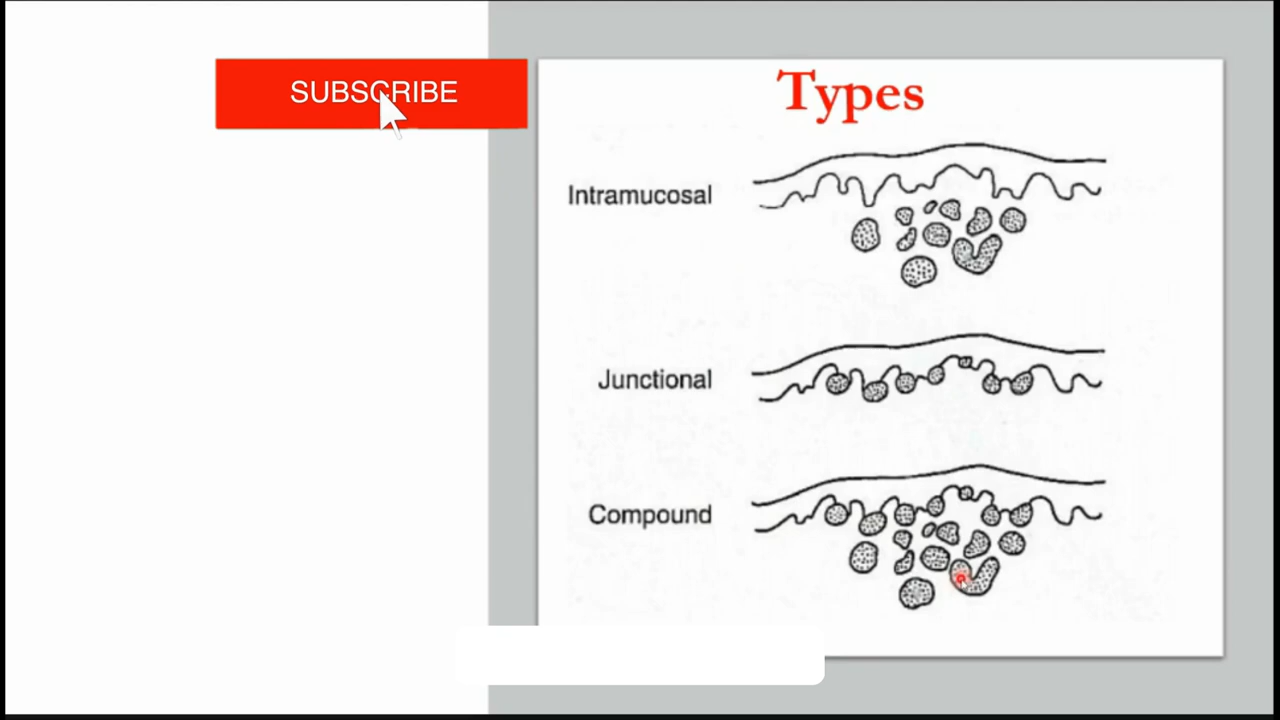 SUBSCRIBE
Types
Intramucosal
Junctional
Compound